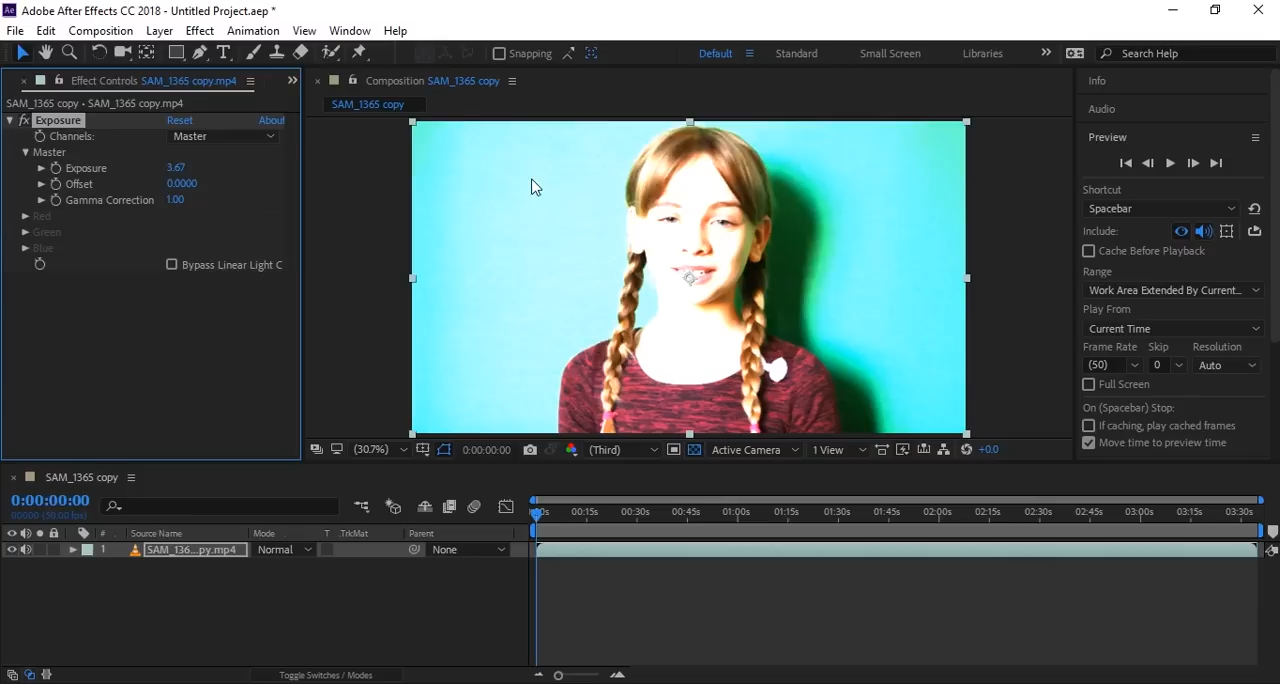 Ae Adobe After Effects CC 2018 - Untitled Project.aep *
File Edit Composition Layer Effect Animation View Window Help
Snapping Default Standard Small Screen Libraries Search Help
Effect Controls SAM_1365 copy.mp4
SAM_1365 copy • SAM_1365 copy.mp4
fx Exposure Reset About
Channels: Master
Master
Exposure 3.67
Offset 0.0000
Gamma Correction 1.00
Red
Green
Blue
Bypass Linear Light C
Composition SAM_1365 copy
SAM_1365 copy
(30.7%) 0:00:00:00 (Third) Active Camera 1 View +0.0
Info
Audio
Preview
Shortcut
Spacebar
Include:
Cache Before Playback
Range
Work Area Extended By Current...
Play From
Current Time
Frame Rate Skip Resolution
(50) 0 Auto
Full Screen
On (Spacebar) Stop:
If caching, play cached frames
Move time to preview time
SAM_1365 copy
0:00:00:00
00000 (50.00 fps)
:00s 00:15s 00:30s 00:45s 01:00s 01:15s 01:30s 01:45s 02:00s 02:15s 02:30s 02:45s 03:00s 03:15s 03:30s
# Source Name Mode T .TrkMat Parent
1 SAM_136...py.mp4 Normal None
Toggle Switches / Modes